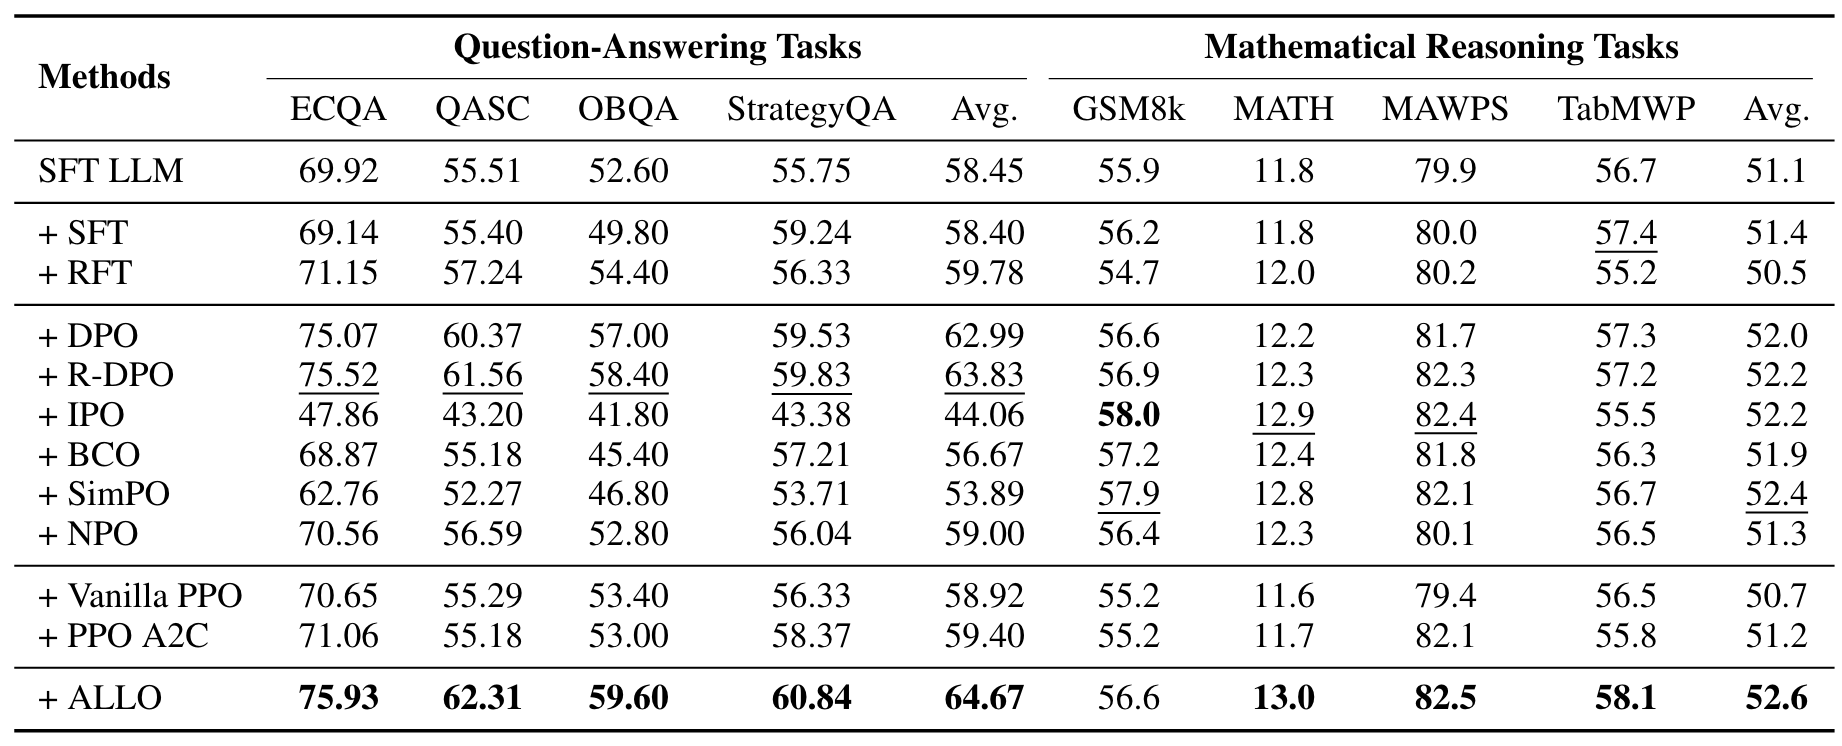 Methods Question-Answering Tasks Mathematical Reasoning Tasks
ECQA QASC OBQA StrategyQA Avg. GSM8k MATH MAWPS TabMWP Avg.
SFT LLM 69.92 55.51 52.60 55.75 58.45 55.9 11.8 79.9 56.7 51.1
+ SFT 69.14 55.40 49.80 59.24 58.40 56.2 11.8 80.0 57.4 51.4
+ RFT 71.15 57.24 54.40 56.33 59.78 54.7 12.0 80.2 55.2 50.5
+ DPO 75.07 60.37 57.00 59.53 62.99 56.6 12.2 81.7 57.3 52.0
+ R-DPO 75.52 61.56 58.40 59.83 63.83 56.9 12.3 82.3 57.2 52.2
+ IPO 47.86 43.20 41.80 43.38 44.06 58.0 12.9 82.4 55.5 52.2
+ BCO 68.87 55.18 45.40 57.21 56.67 57.2 12.4 81.8 56.3 51.9
+ SimPO 62.76 52.27 46.80 53.71 53.89 57.9 12.8 82.1 56.7 52.4
+ NPO 70.56 56.59 52.80 56.04 59.00 56.4 12.3 80.1 56.5 51.3
+ Vanilla PPO 70.65 55.29 53.40 56.33 58.92 55.2 11.6 79.4 56.5 50.7
+ PPO A2C 71.06 55.18 53.00 58.37 59.40 55.2 11.7 82.1 55.8 51.2
+ ALLO 75.93 62.31 59.60 60.84 64.67 56.6 13.0 82.5 58.1 52.6